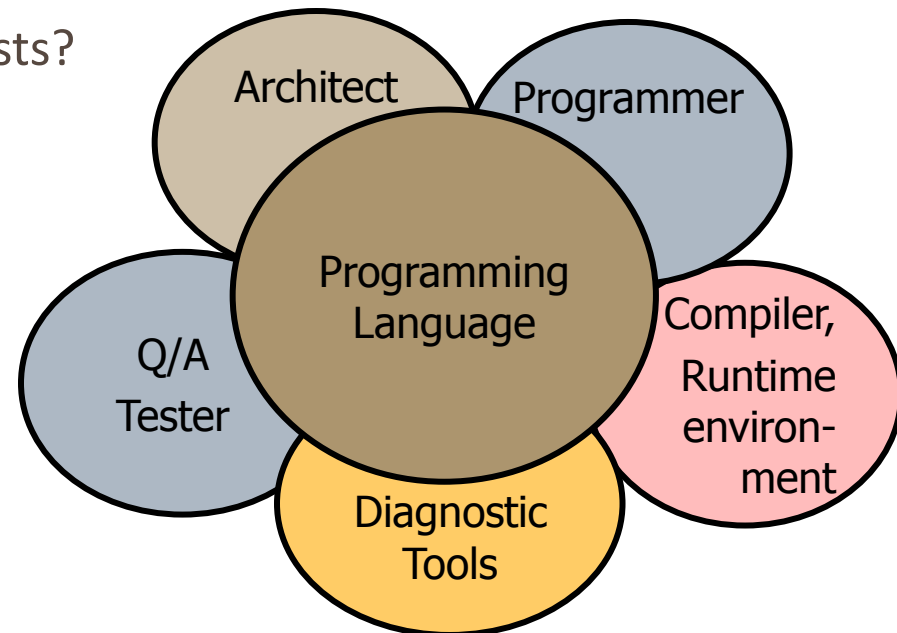 sts?
Architect
Programmer
Programming
Language
Compiler,
Runtime
environ-
ment
Q/A
Tester
Diagnostic
Tools